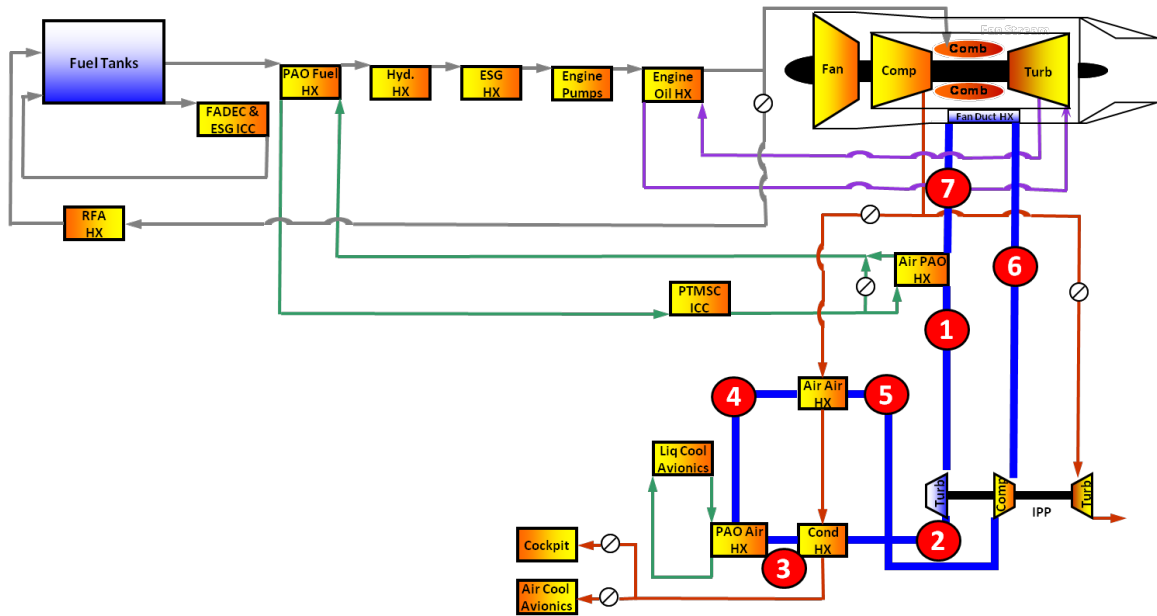 Fan Stream
Fuel Tanks
PAO Fuel
HX
Hyd.
HX
ESG
HX
Engine
Pumps
Engine
Oil HX
Fan
Comp
Comb
Comb
Turb
FADEC &
ESG ICC
Fan Duct HX
7
RFA
HX
6
Air PAO
HX
PTMSC
ICC
1
4
Air Air
HX
5
Liq Cool
Avionics
Turb
Comp
Turb
IPP
Cockpit
PAO Air
HX
Cond
HX
2
3
Air Cool
Avionics